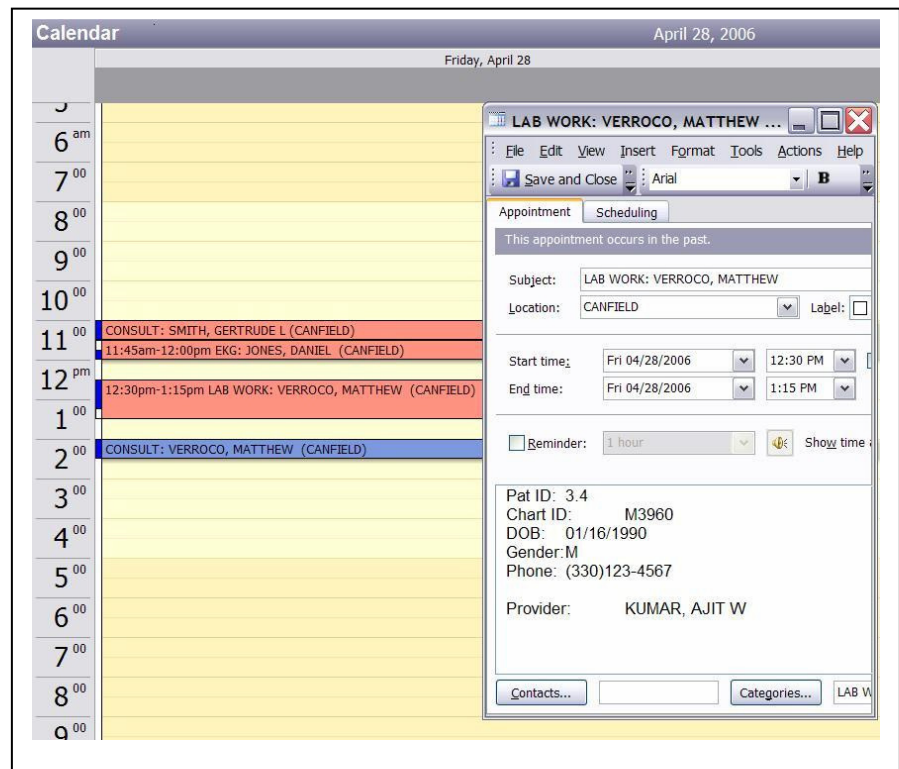 Calendar April 28, 2006
Friday, April 28
6 am
7 00
8 00
9 00
10 00
11 00
12 pm
1 00
2 00
3 00
4 00
5 00
6 00
7 00
8 00
9 00
CONSULT: SMITH, GERTRUDE L (CANFIELD)
11:45am-12:00pm EKG: JONES, DANIEL (CANFIELD)
12:30pm-1:15pm LAB WORK: VERROCO, MATTHEW (CANFIELD)
CONSULT: VERROCO, MATTHEW (CANFIELD)
LAB WORK: VERROCO, MATTHEW ...
File Edit View Insert Format Tools Actions Help
Save and Close Arial B
Appointment Scheduling
This appointment occurs in the past.
Subject: LAB WORK: VERROCO, MATTHEW
Location: CANFIELD Label:
Start time: Fri 04/28/2006 12:30 PM
End time: Fri 04/28/2006 1:15 PM
Reminder: 1 hour Show time a
Pat ID: 3.4
Chart ID: M3960
DOB: 01/16/1990
Gender:M
Phone: (330)123-4567
Provider: KUMAR, AJIT W
Contacts... Categories... LAB W